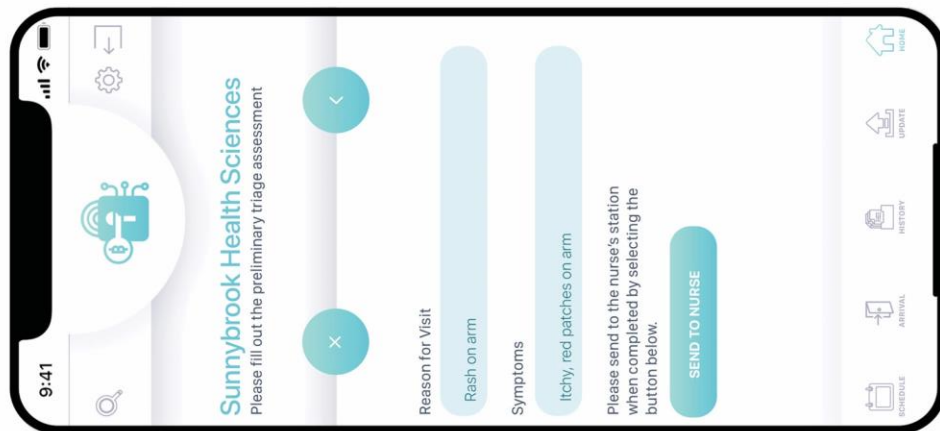 9:41
Sunnybrook Health Sciences
Please fill out the preliminary triage assessment
Reason for Visit
Rash on arm
Symptoms
Itchy, red patches on arm
Please send to the nurse's station
when completed by selecting the
button below.
SEND TO NURSE
SCHEDULE
ARRIVAL
HISTORY
UPDATE
HOME